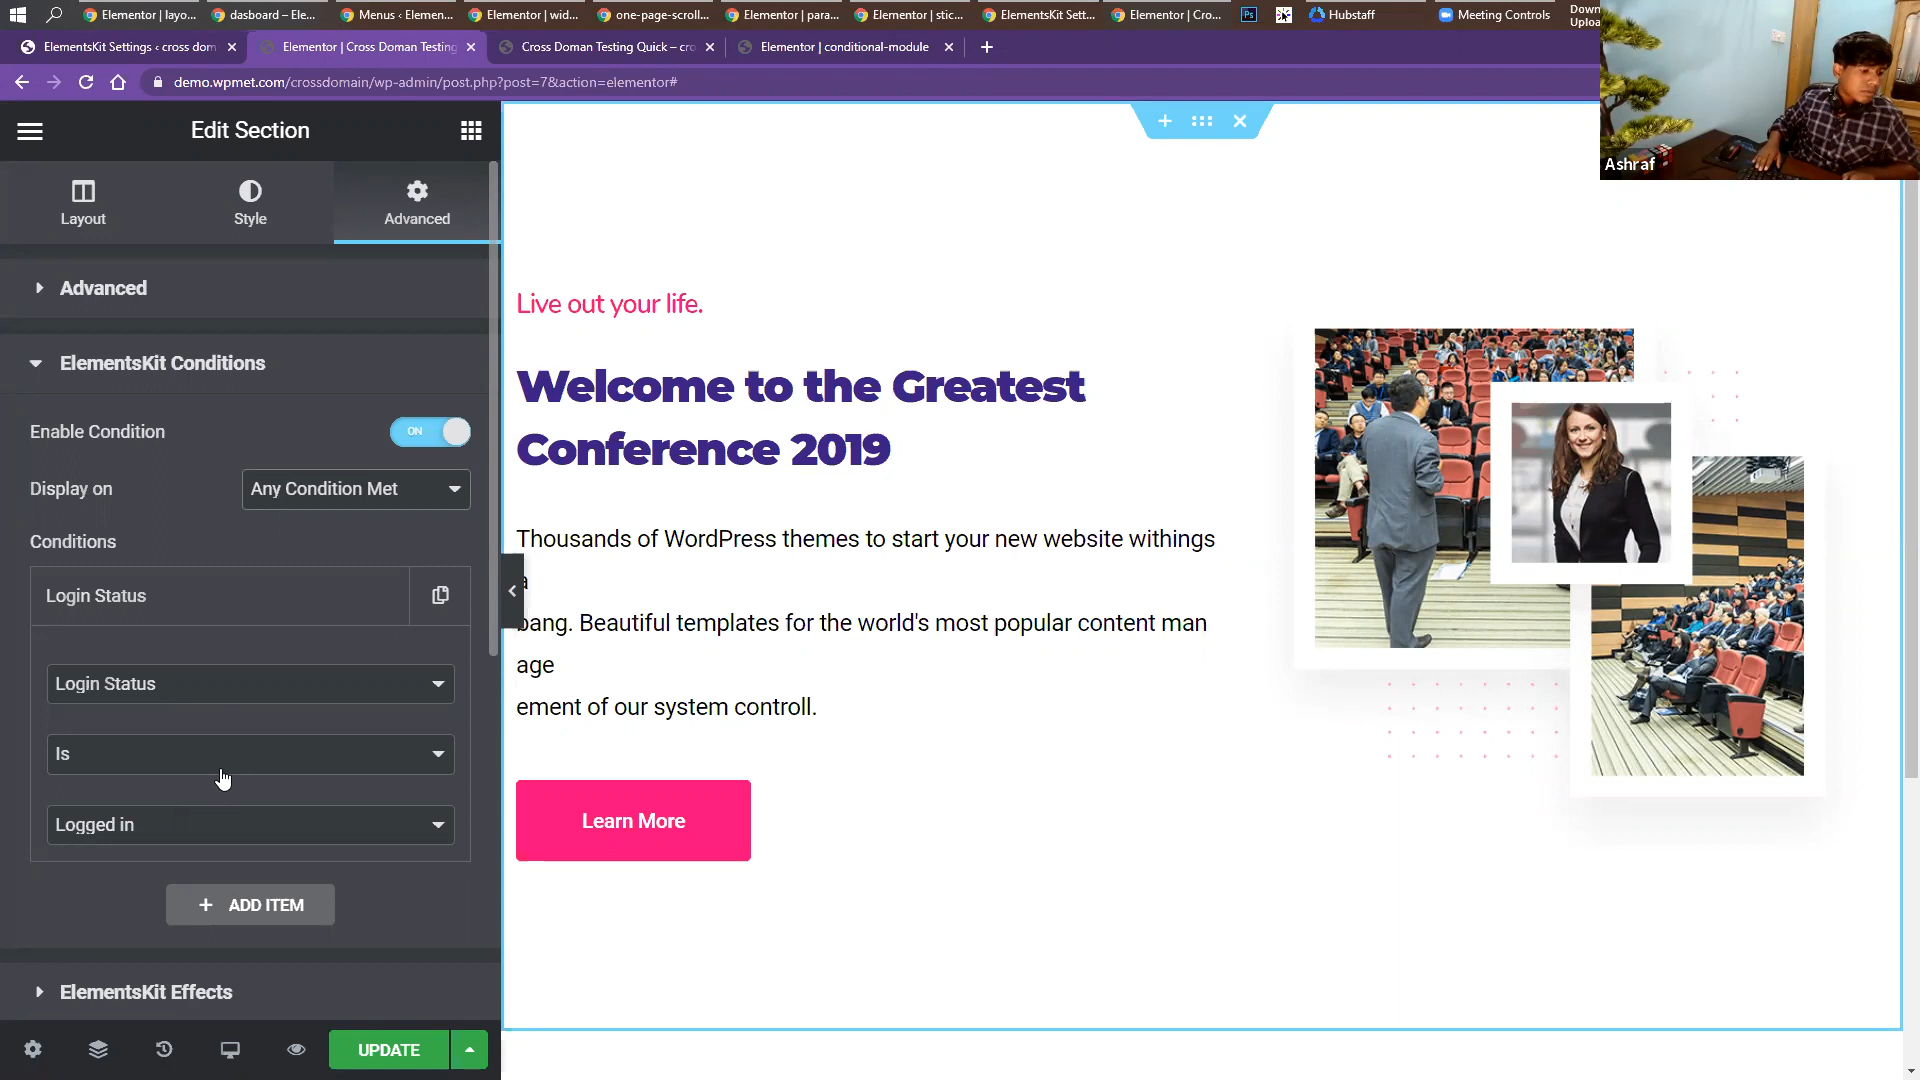 Elementor | layo...
dasboard – Ele...
Menus ‹ Elemen...
Elementor | wid...
one-page-scroll...
Elementor | para...
Elementor | stic...
ElementsKit Sett...
Elementor | Cro...
Ps
Hubstaff
Meeting Controls
Down
Uploa
ElementsKit Settings ‹ cross dom
Elementor | Cross Doman Testing
Cross Doman Testing Quick – cro
Elementor | conditional-module
demo.wpmet.com/crossdomain/wp-admin/post.php?post=7&action=elementor#
Ashraf
Edit Section
Layout
Style
Advanced
Advanced
ElementsKit Conditions
Enable Condition
ON
Display on
Any Condition Met
Conditions
Login Status
Login Status
Is
Logged in
+ ADD ITEM
ElementsKit Effects
UPDATE
Live out your life.
Welcome to the Greatest
Conference 2019
Thousands of WordPress themes to start your new website withings
a
bang. Beautiful templates for the world's most popular content man
age
ement of our system controll.
Learn More